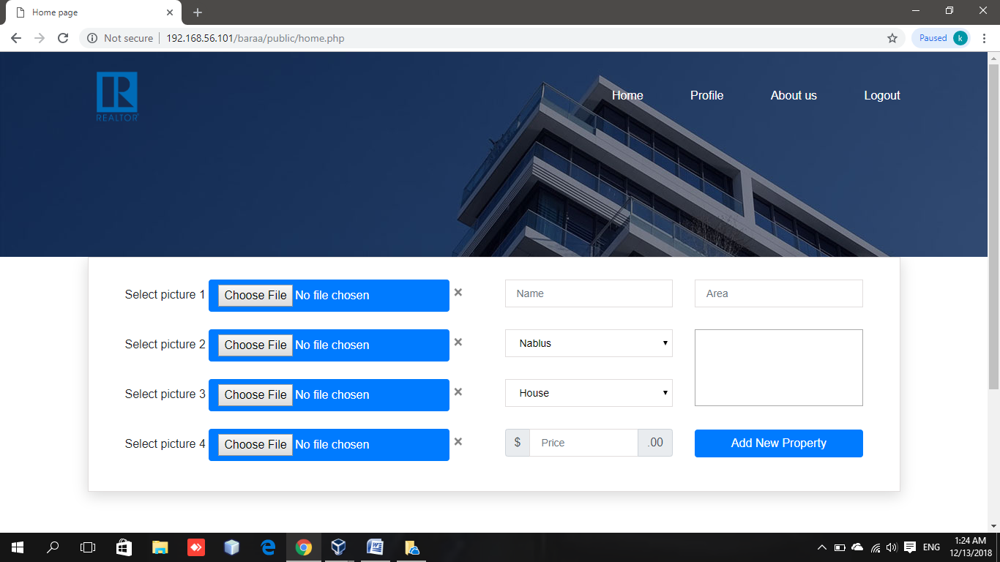 Home page
Not secure
192.168.56.101/baraa/public/home.php
Paused
k
R
REALTOR
Home
Profile
About us
Logout
Select picture 1
Choose File No file chosen
Name
Area
Select picture 2
Choose File No file chosen
Nablus
Select picture 3
Choose File No file chosen
House
Select picture 4
Choose File No file chosen
$
Price
.00
Add New Property
ENG
1:24 AM
12/13/2018